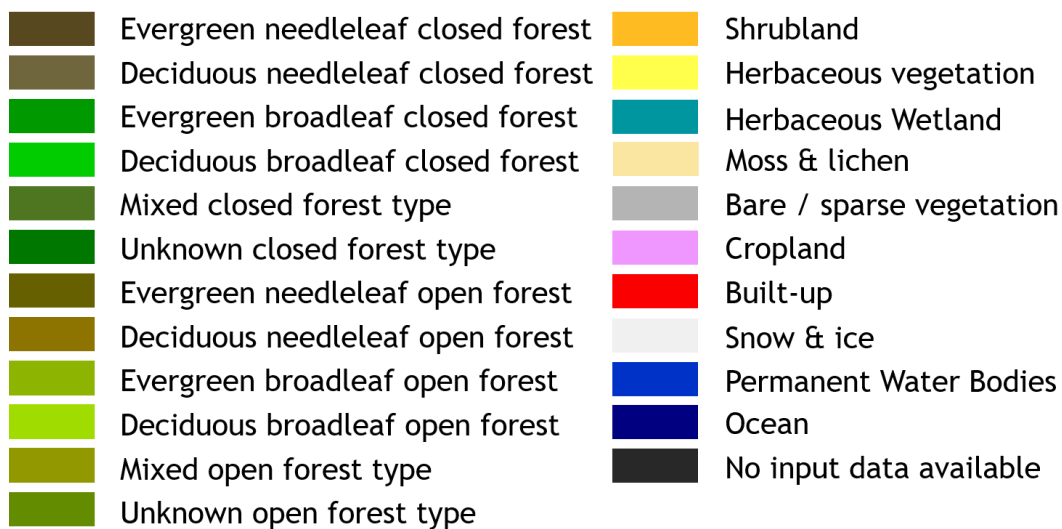 Evergreen needleleaf closed forest
Deciduous needleleaf closed forest
Evergreen broadleaf closed forest
Deciduous broadleaf closed forest
Mixed closed forest type
Unknown closed forest type
Evergreen needleleaf open forest
Deciduous needleleaf open forest
Evergreen broadleaf open forest
Deciduous broadleaf open forest
Mixed open forest type
Unknown open forest type
Shrubland
Herbaceous vegetation
Herbaceous Wetland
Moss & lichen
Bare / sparse vegetation
Cropland
Built-up
Snow & ice
Permanent Water Bodies
Ocean
No input data available